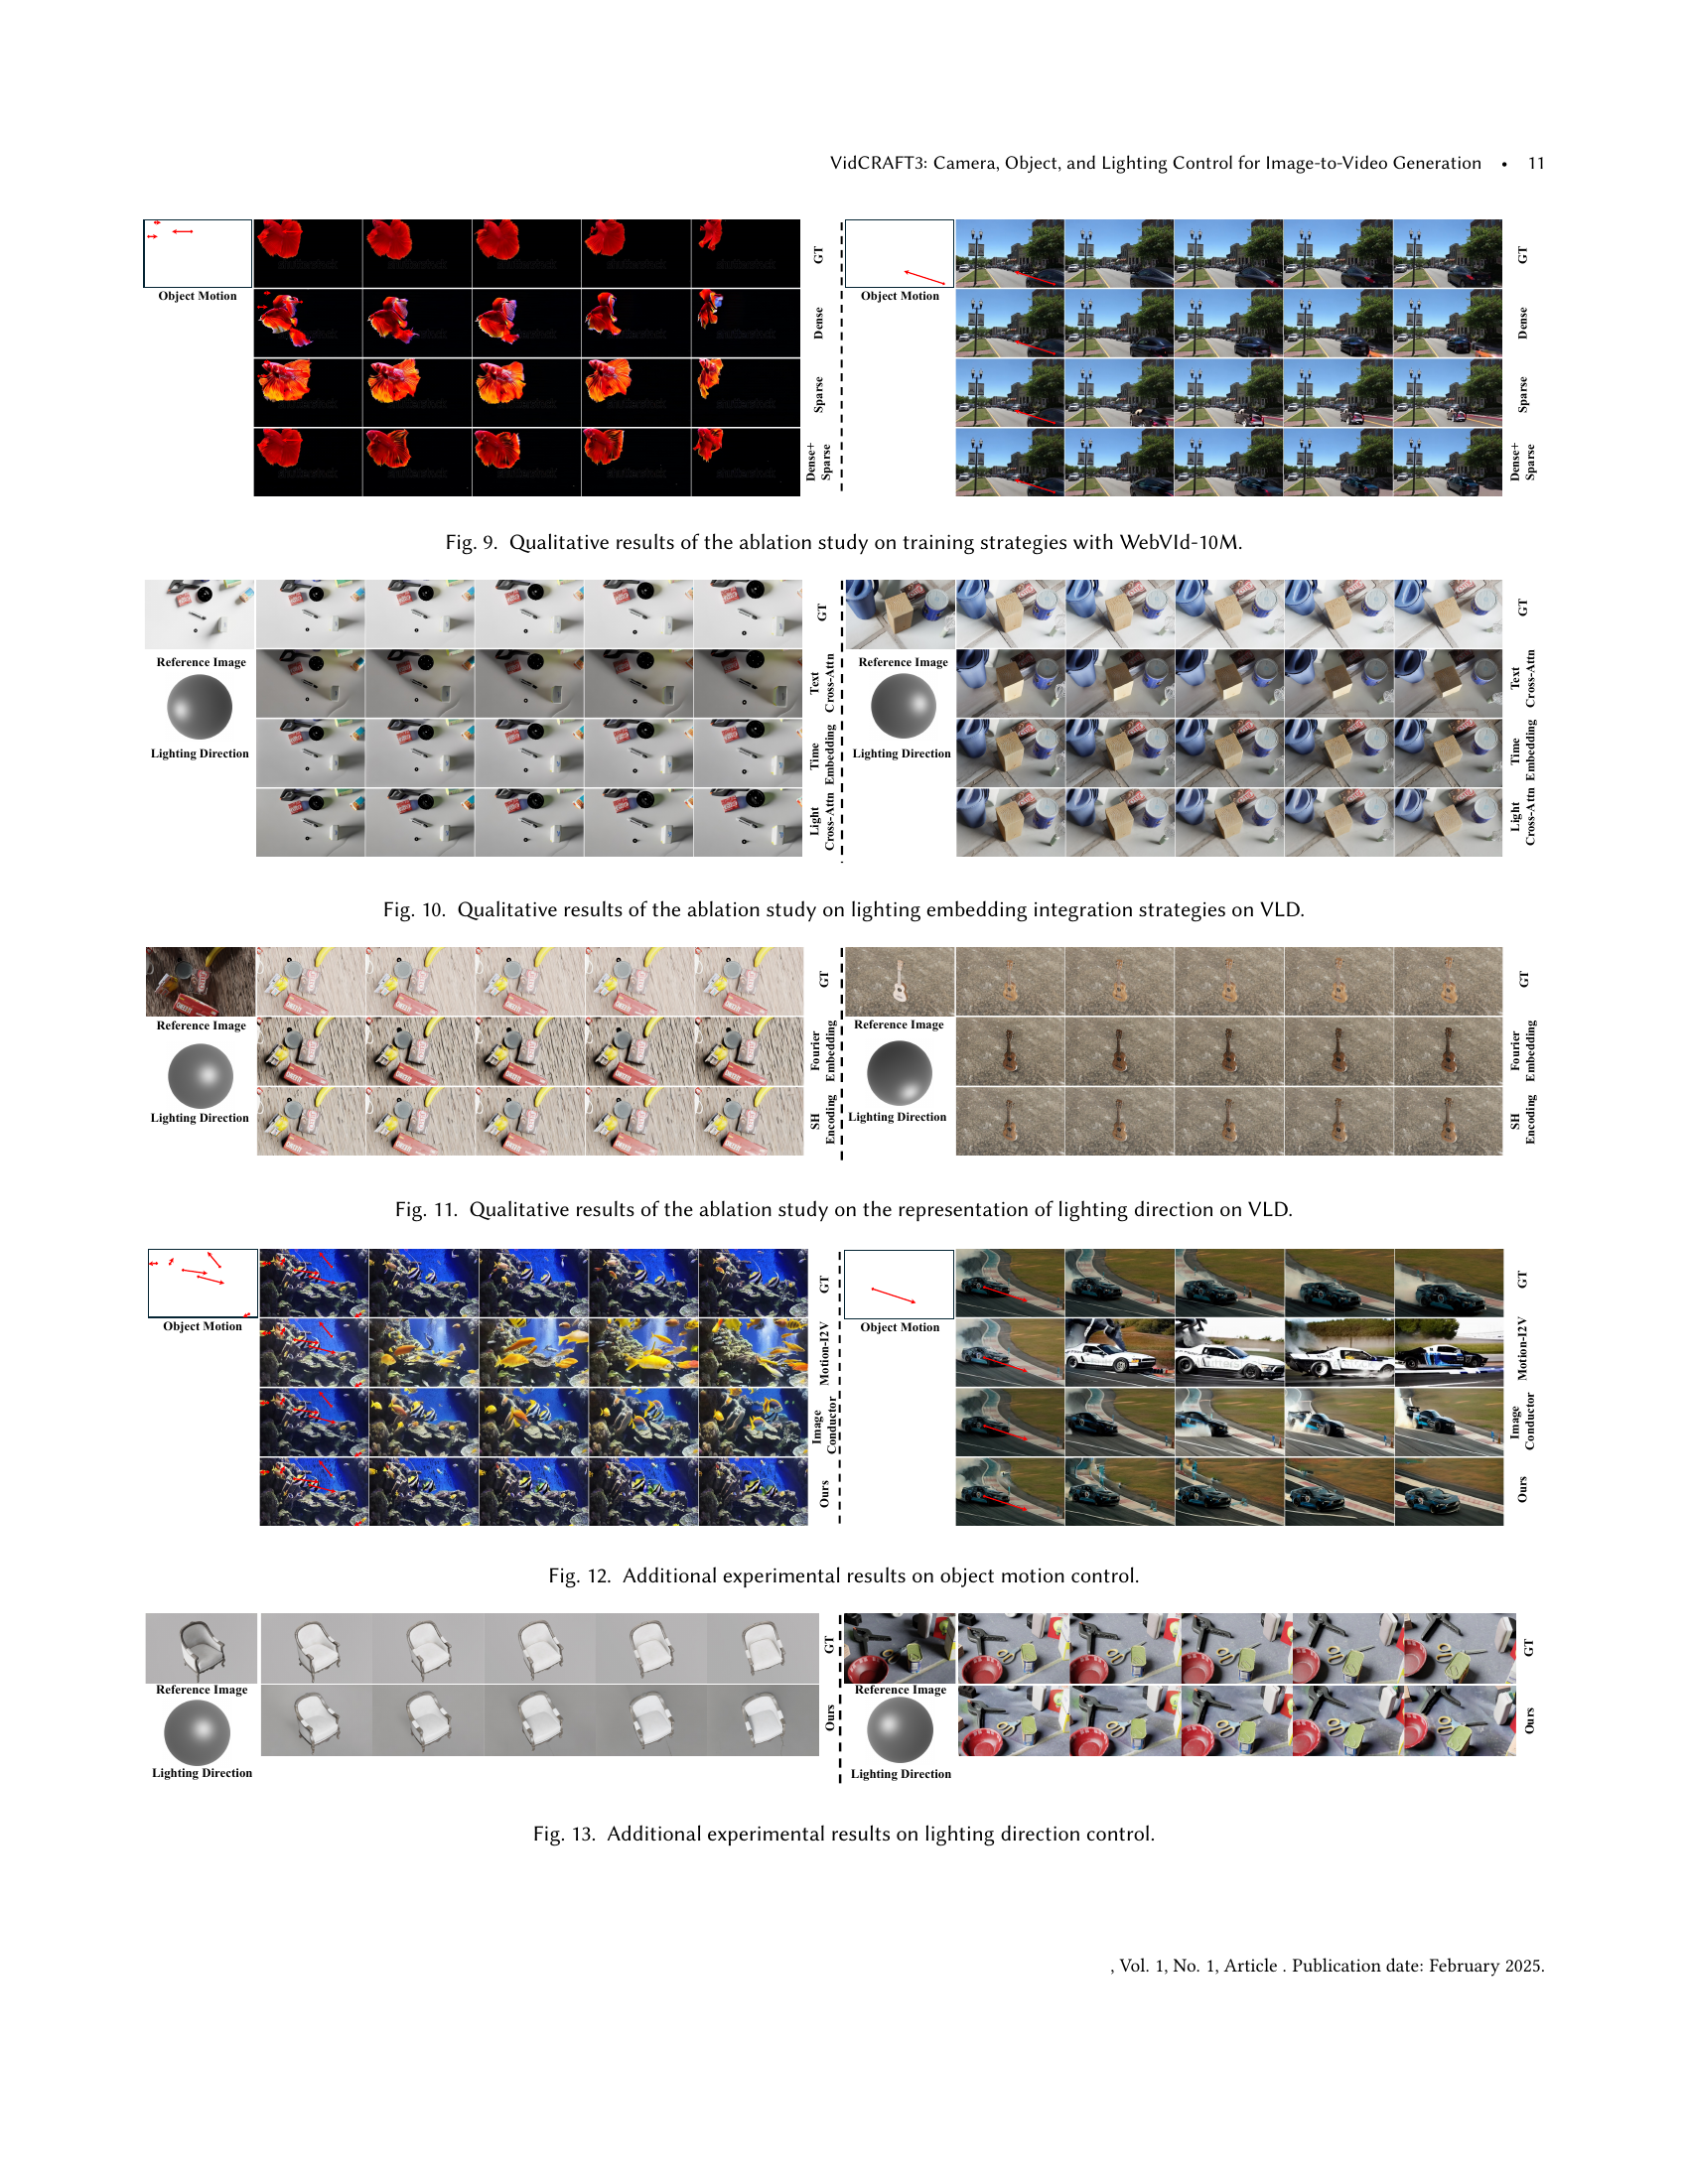 VidCRAFT3: Camera, Object, and Lighting Control for Image-to-Video Generation • 11
Object Motion
GT
Dense
Sparse
Dense+
Sparse
Object Motion
GT
Dense
Sparse
Dense+
Sparse
Fig. 9. Qualitative results of the ablation study on training strategies with WebVId-10M.
Reference Image
Lighting Direction
GT
Text
Cross-Attn
Time
Embedding
Light
Cross-Attn
Reference Image
Lighting Direction
GT
Text
Cross-Attn
Time
Embedding
Light
Cross-Attn
Fig. 10. Qualitative results of the ablation study on lighting embedding integration strategies on VLD.
Reference Image
Lighting Direction
GT
Fourier
Embedding
SH
Encoding
Reference Image
Lighting Direction
GT
Fourier
Embedding
SH
Encoding
Fig. 11. Qualitative results of the ablation study on the representation of lighting direction on VLD.
Object Motion
GT
Motion-I2V
Image
Conductor
Ours
Object Motion
GT
Motion-I2V
Image
Conductor
Ours
Fig. 12. Additional experimental results on object motion control.
Reference Image
Lighting Direction
GT
Ours
Reference Image
Lighting Direction
GT
Ours
Fig. 13. Additional experimental results on lighting direction control.
, Vol. 1, No. 1, Article . Publication date: February 2025.